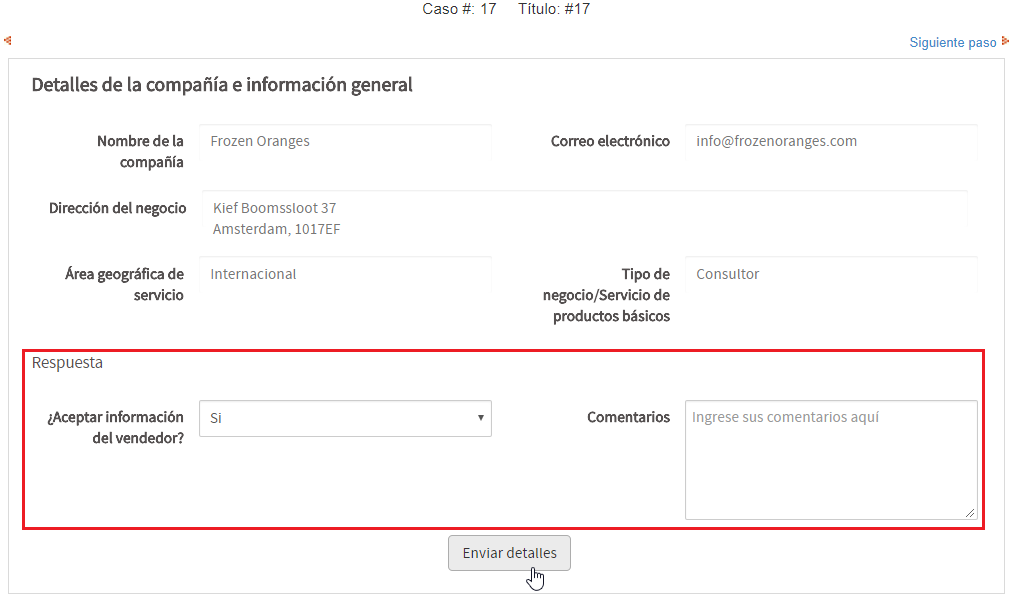 Caso #: 17 Título: #17
Siguiente paso
Detalles de la compañía e información general
Nombre de la compañía
Frozen Oranges
Correo electrónico
info@frozenoranges.com
Dirección del negocio
Kief Boomssloot 37
Amsterdam, 1017EF
Área geográfica de
servicio
Internacional
Tipo de
negocio/Servicio de
productos básicos
Consultor
Respuesta
¿Aceptar información
del vendedor?
Si
Comentarios
Ingrese sus comentarios aquí
Enviar detalles